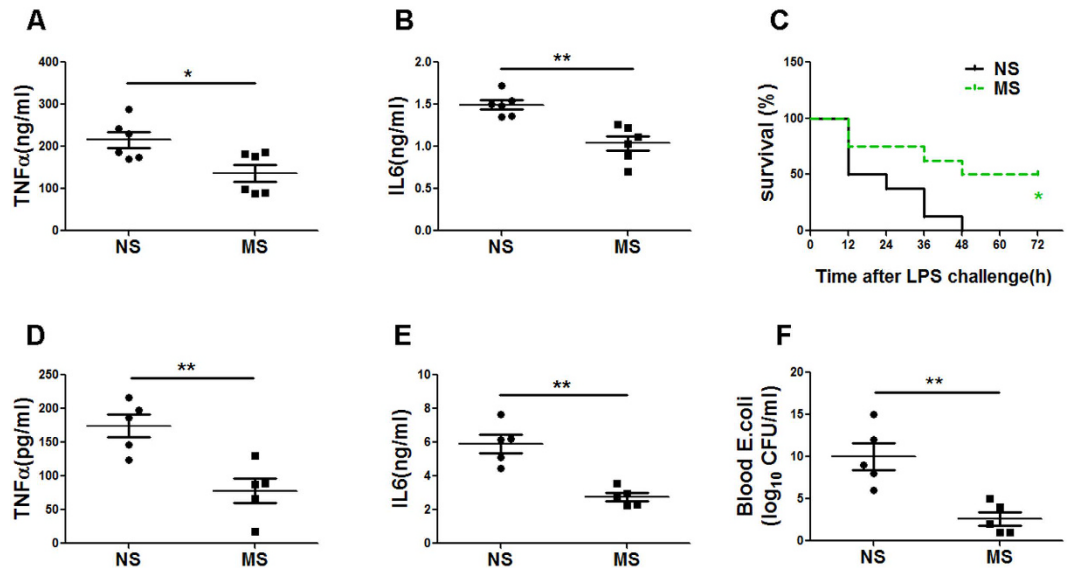 A
TNFα(ng/ml)
400
300
200
100
0
*
NS MS
B
IL6(ng/ml)
2.0
1.5
1.0
0.5
0.0
**
NS MS
C
survival (%)
150
100
50
0
NS
MS
*
0 12 24 36 48 60 72
Time after LPS challenge(h)
D
TNFα(pg/ml)
250
200
150
100
50
0
**
NS MS
E
IL6(ng/ml)
10
8
6
4
2
0
**
NS MS
F
Blood E.coli
(log10 CFU/ml)
20
15
10
5
0
**
NS MS